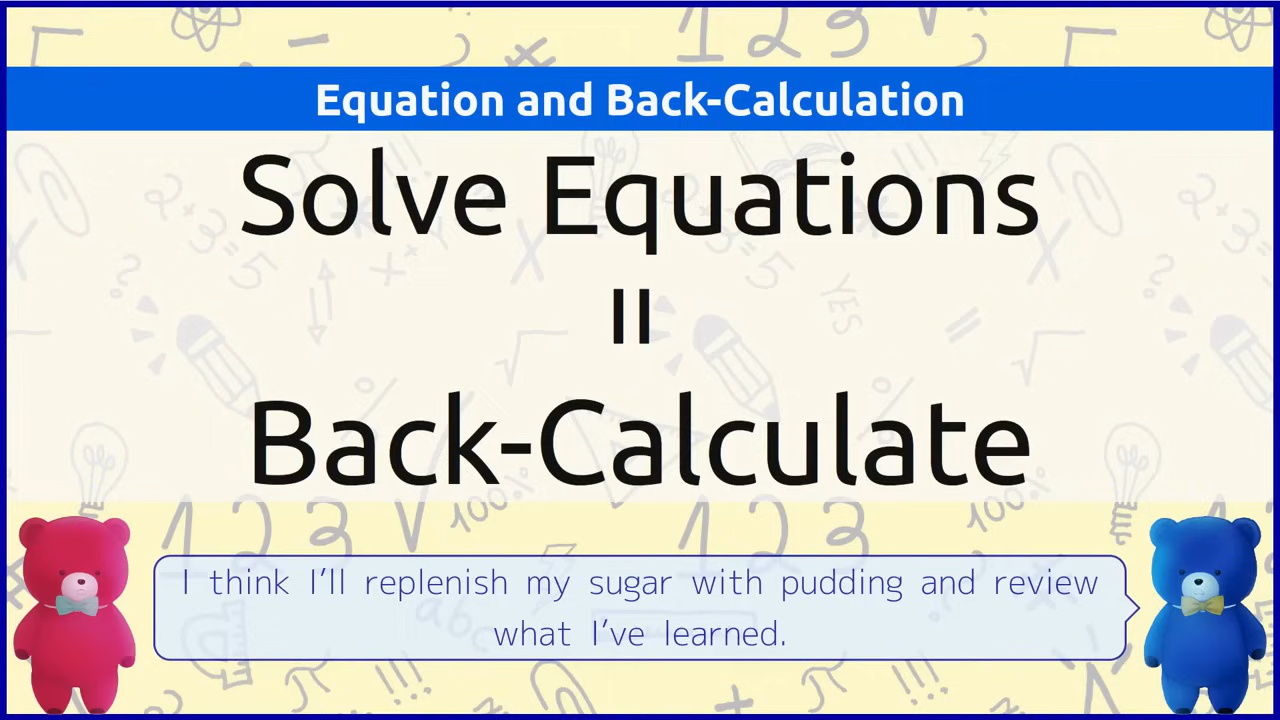 Equation and Back-Calculation
Solve Equations
=
Back-Calculate
I think I'll replenish my sugar with pudding and review
what I've learned.